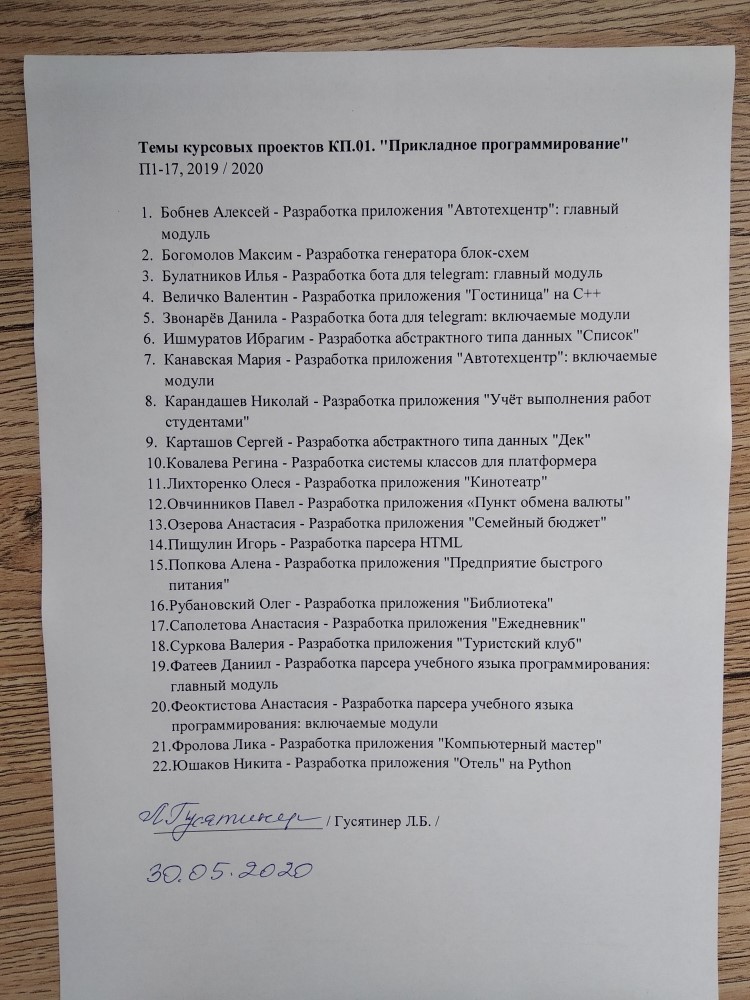 Темы курсовых проектов КП.01. "Прикладное программирование"
П1-17, 2019 / 2020
1. Бобнев Алексей - Разработка приложения "Автотехцентр": главный
модуль
2. Богомолов Максим - Разработка генератора блок-схем
3. Булатников Илья - Разработка бота для telegram: главный модуль
4. Величко Валентин - Разработка приложения "Гостиница" на С++
5. Звонарёв Данила - Разработка бота для telegram: включаемые модули
6. Ишмуратов Ибрагим - Разработка абстрактного типа данных "Список"
7. Канавская Мария - Разработка приложения "Автотехцентр": включаемые
модули
8. Карандашев Николай - Разработка приложения "Учёт выполнения работ
студентами"
9. Карташов Сергей - Разработка абстрактного типа данных "Дек"
10.Ковалева Регина - Разработка системы классов для платформера
11.Лихторенко Олеся - Разработка приложения "Кинотеатр"
12.Овчинников Павел - Разработка приложения «Пункт обмена валюты"
13.Озерова Анастасия - Разработка приложения "Семейный бюджет"
14.Пищулин Игорь - Разработка парсера HTML
15.Попкова Алена - Разработка приложения "Предприятие быстрого
питания"
16.Рубановский Олег - Разработка приложения "Библиотека"
17.Саполетова Анастасия - Разработка приложения "Ежедневник"
18.Суркова Валерия - Разработка приложения "Туристский клуб"
19.Фатеев Даниил - Разработка парсера учебного языка программирования:
главный модуль
20.Феоктистова Анастасия - Разработка парсера учебного языка
программирования: включаемые модули
21.Фролова Лика - Разработка приложения "Компьютерный мастер"
22.Юшаков Никита - Разработка приложения "Отель" на Python
Л.Гусятинер / Гусятинер Л.Б. /
30.05.2020